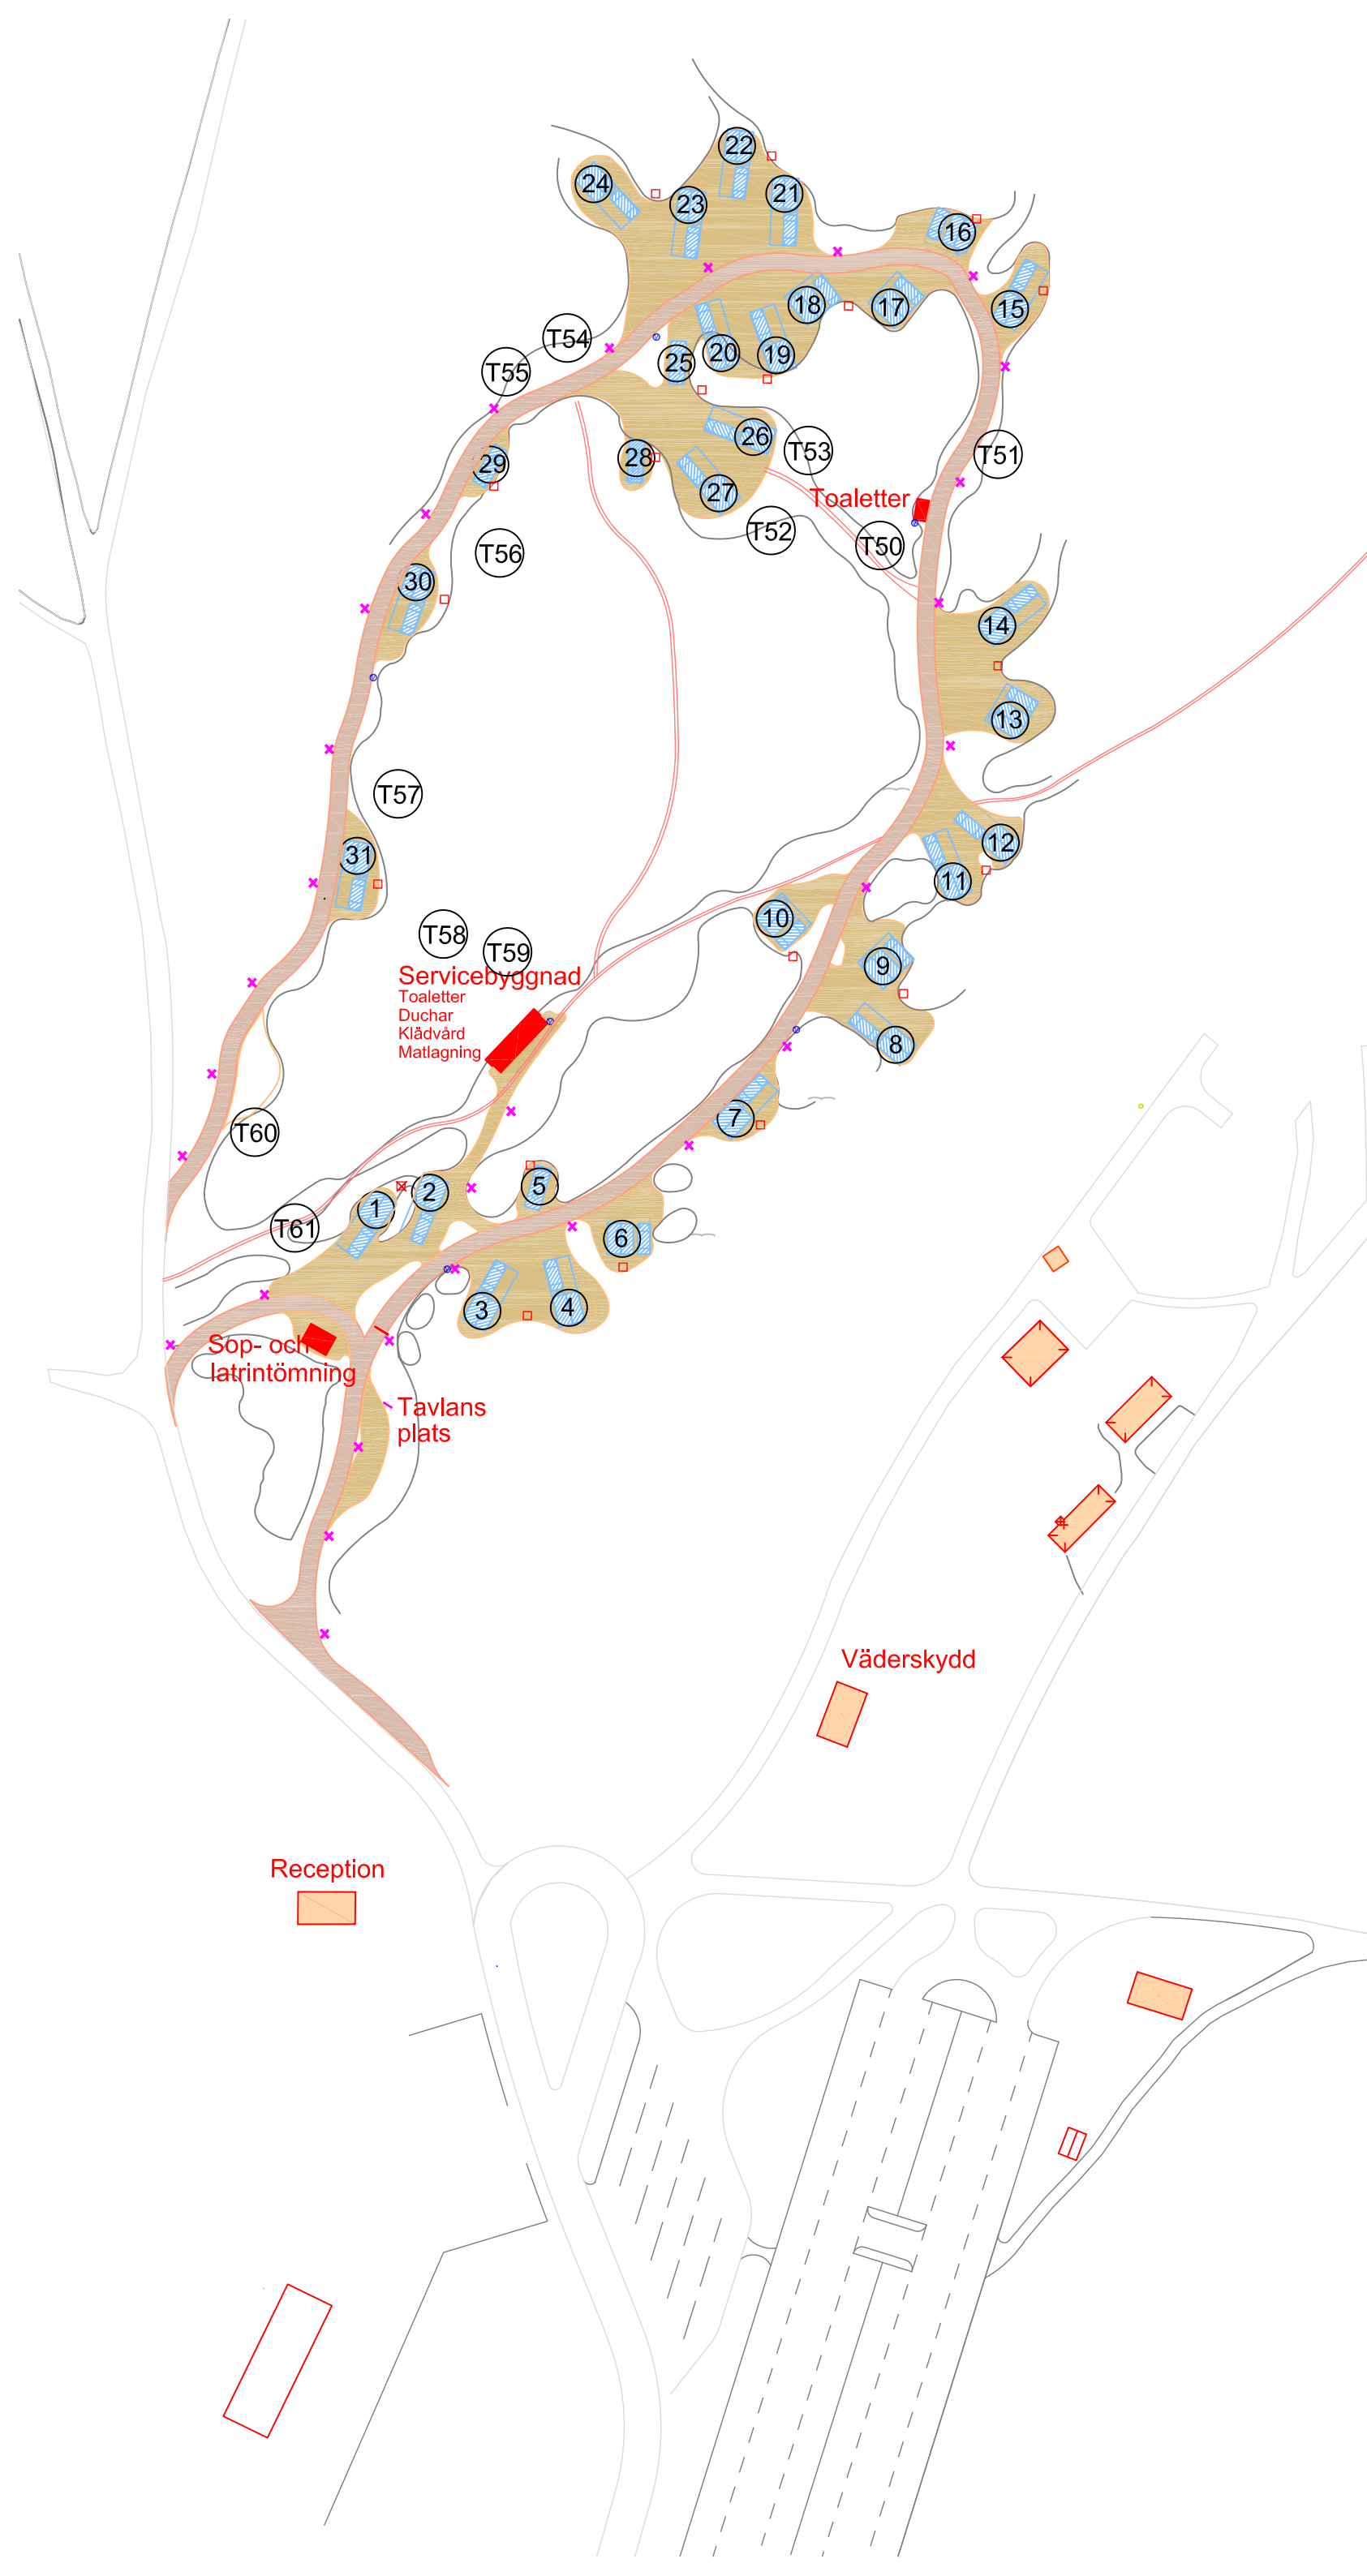 22
24
21
23
16
18
17
15
T54
20
19
25
T55
26
T53
T51
28
29
27
Toaletter
T52
T50
T56
30
14
13
T57
12
31
11
10
T58
T59
9
Servicebyggnad
Toaletter
Duchar
Klädvård
Matlagning
8
7
T60
5
2
1
T61
6
3
4
Sop- och
latrintömning
Tavlans
plats
Väderskydd
Reception